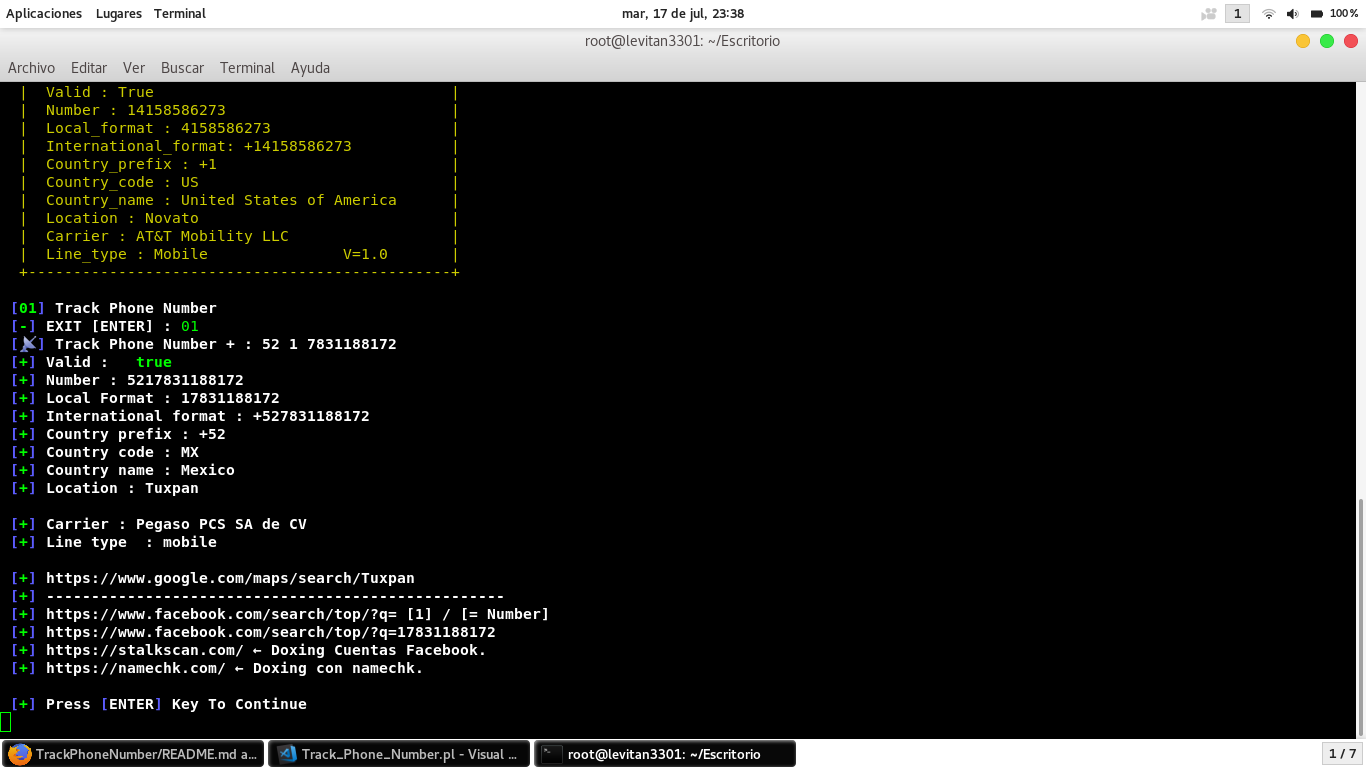 Aplicaciones Lugares Terminal mar, 17 de jul, 23:38 1 100%
root@levitan3301: ~/Escritorio
Archivo Editar Ver Buscar Terminal Ayuda
| Valid : True |
| Number : 14158586273 |
| Local_format : 4158586273 |
| International_format: +14158586273 |
| Country_prefix : +1 |
| Country_code : US |
| Country_name : United States of America |
| Location : Novato |
| Carrier : AT&T Mobility LLC |
| Line_type : Mobile V=1.0 |
+-----------------------------------------------+
[01] Track Phone Number
[-] EXIT [ENTER] : 01
[📡] Track Phone Number + : 52 1 7831188172
[+] Valid : true
[+] Number : 5217831188172
[+] Local Format : 17831188172
[+] International format : +527831188172
[+] Country prefix : +52
[+] Country code : MX
[+] Country name : Mexico
[+] Location : Tuxpan
[+] Carrier : Pegaso PCS SA de CV
[+] Line type : mobile
[+] https://www.google.com/maps/search/Tuxpan
[+] ---------------------------------------------------
[+] https://www.facebook.com/search/top/?q= [1] / [= Number]
[+] https://www.facebook.com/search/top/?q=17831188172
[+] https://stalkscan.com/ ← Doxing Cuentas Facebook.
[+] https://namechk.com/ ← Doxing con namechk.
[+] Press [ENTER] Key To Continue
TrackPhoneNumber/README.md a... Track_Phone_Number.pl - Visual ... root@levitan3301: ~/Escritorio 1 / 7